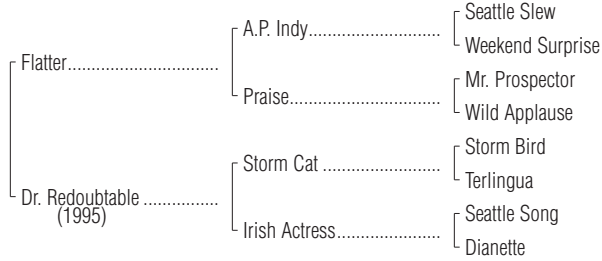 Seattle Slew
A.P. Indy
Weekend Surprise
Flatter
Mr. Prospector
Praise
Wild Applause
Storm Bird
Storm Cat
Terlingua
Dr. Redoubtable
(1995)
Seattle Song
Irish Actress
Dianette